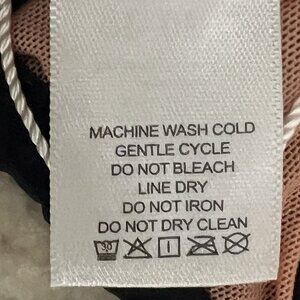 MACHINE WASH COLD
GENTLE CYCLE
DO NOT BLEACH
LINE DRY
DO NOT IRON
DO NOT DRY CLEAN
30